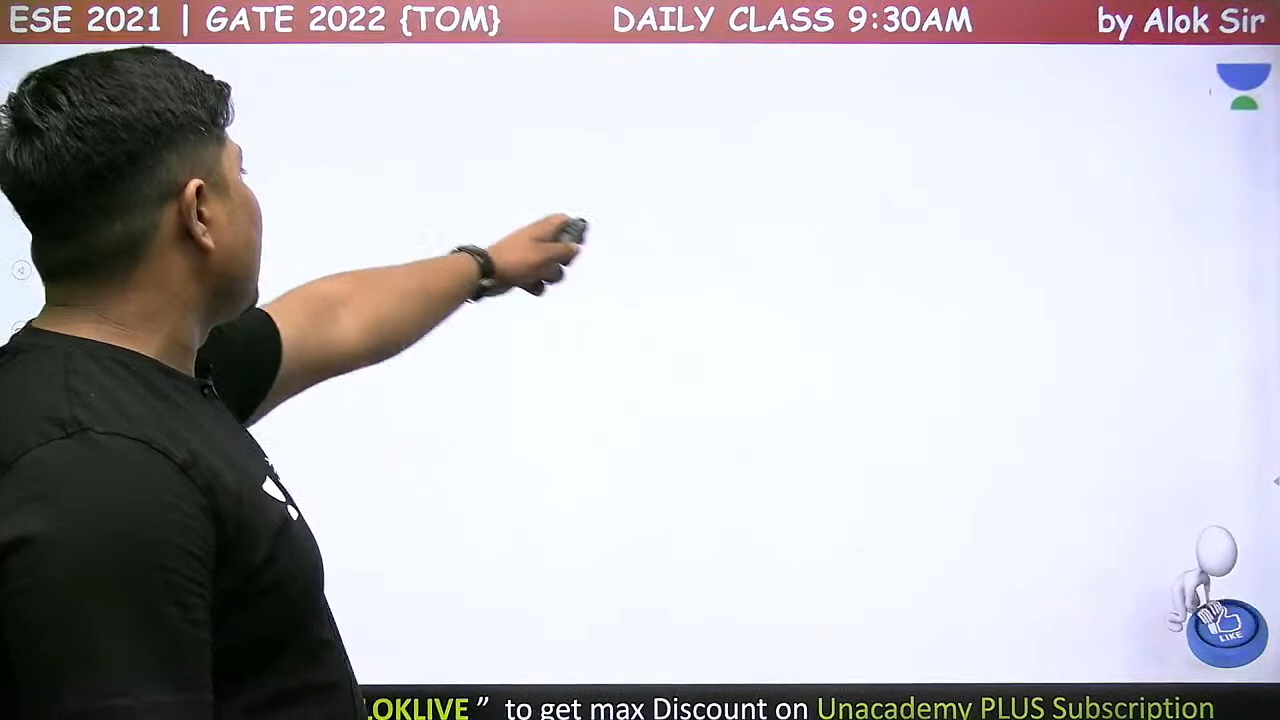 ESE 2021 | GATE 2022 {TOM} DAILY CLASS 9:30AM by Alok Sir
LIKE
LOKLIVE ” to get max Discount on Unacademy PLUS Subscription